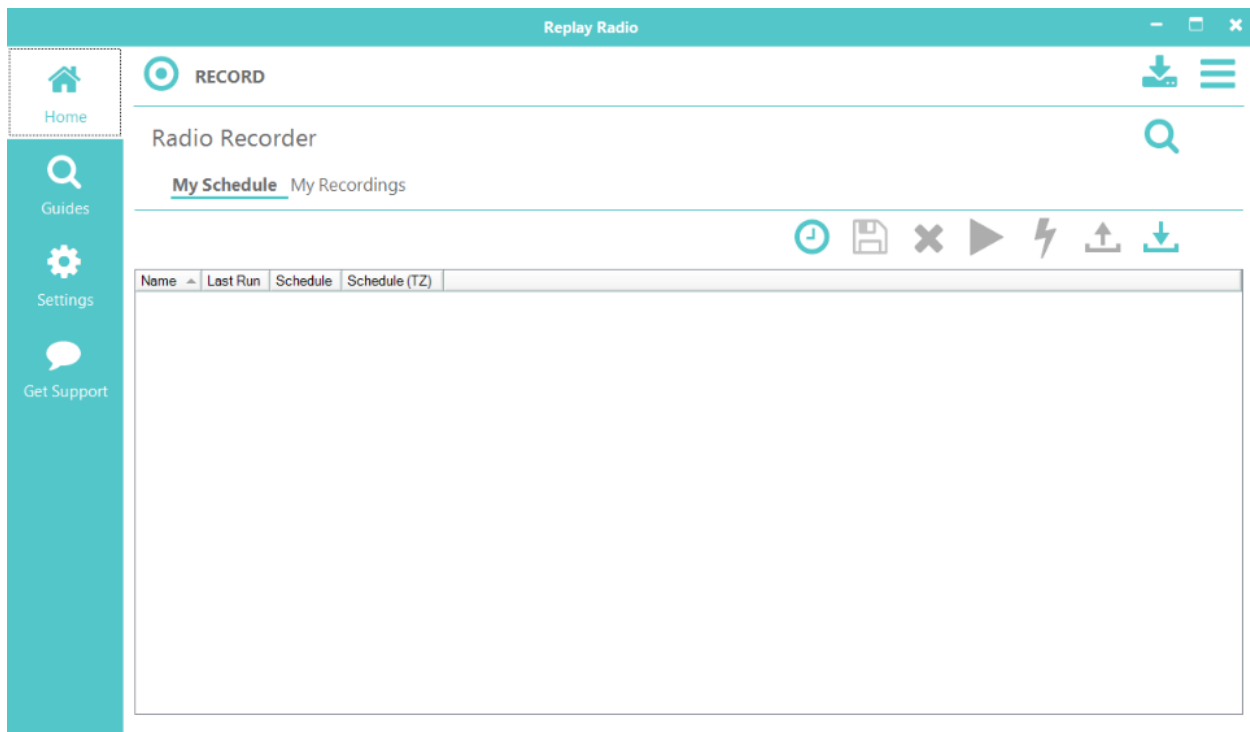 Replay Radio
Home
Guides
Settings
Get Support
RECORD
Radio Recorder
My Schedule My Recordings
Name Last Run Schedule Schedule (TZ)